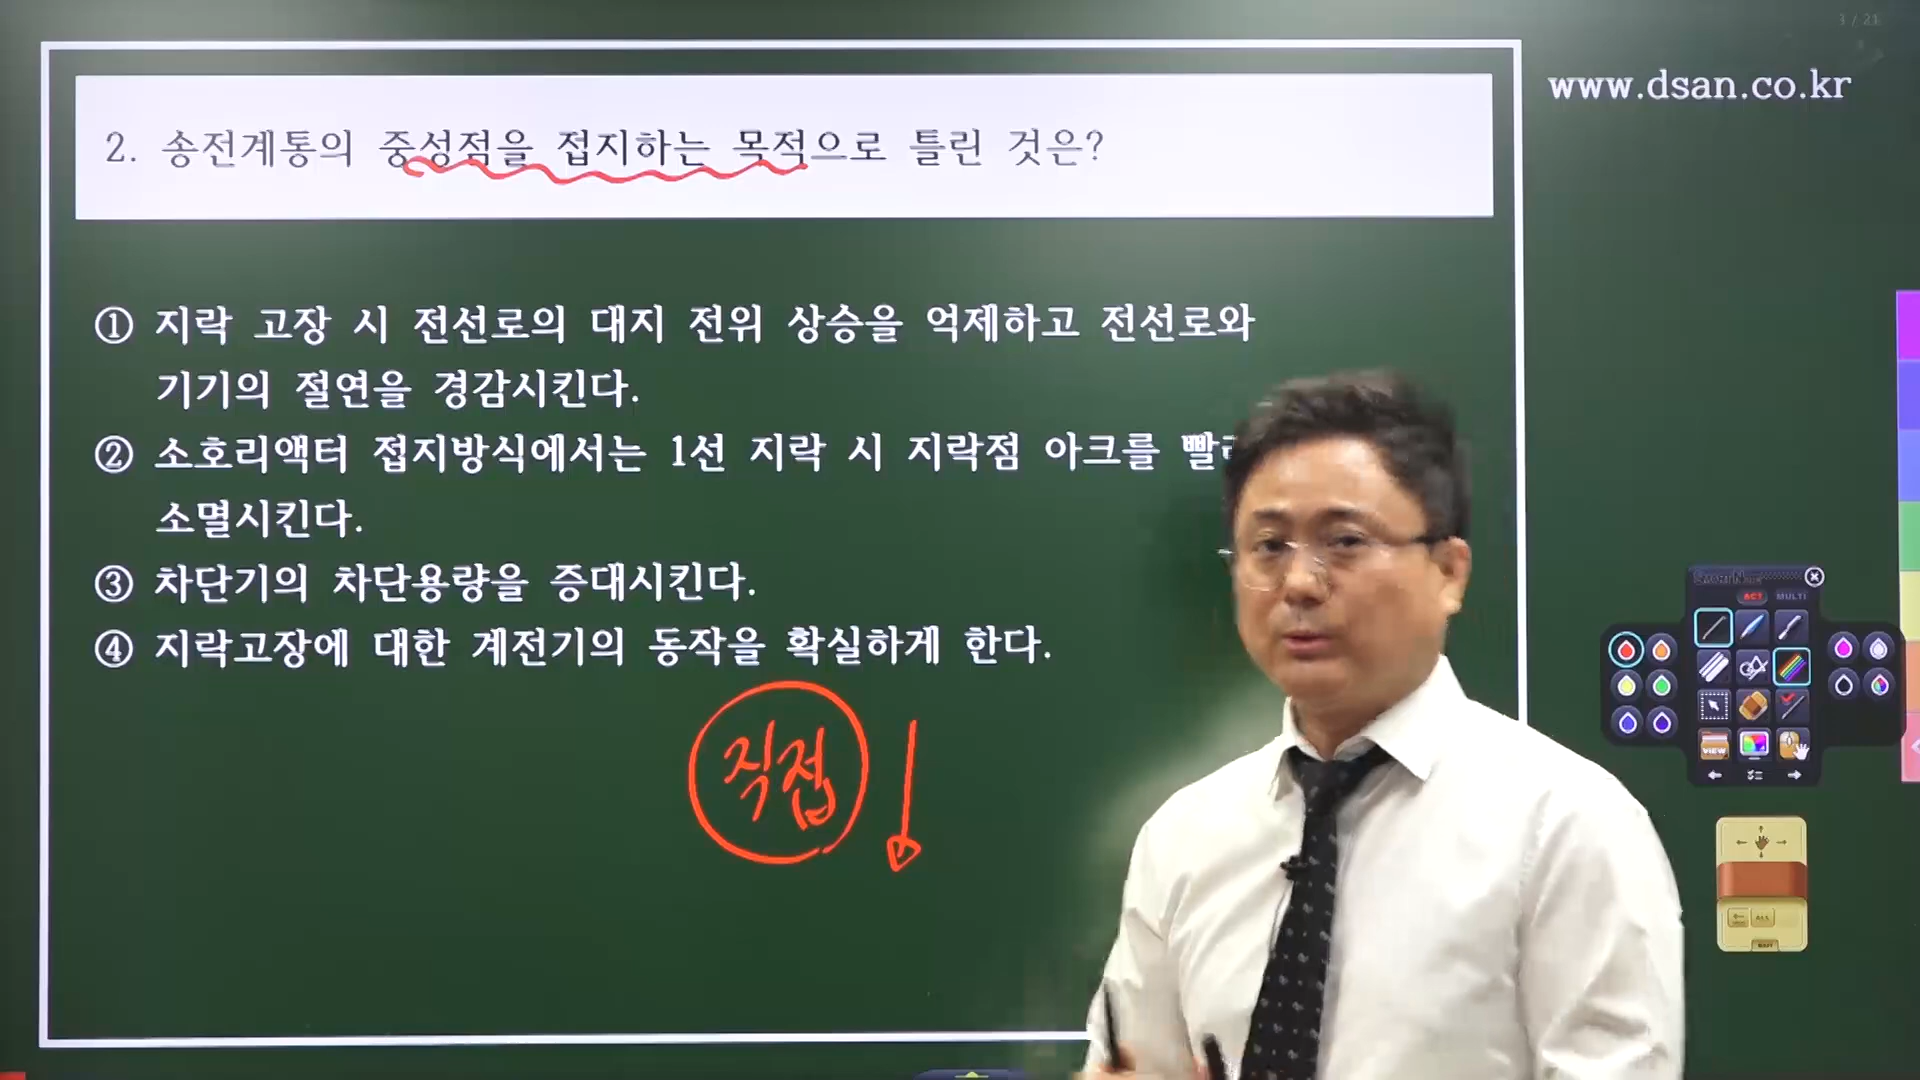 3 / 21
www.dsan.co.kr
2. 송전계통의 중성점을 접지하는 목적으로 틀린 것은?
① 지락 고장 시 전선로의 대지 전위 상승을 억제하고 전선로와
기기의 절연을 경감시킨다.
② 소호리액터 접지방식에서는 1선 지락 시 지락점 아크를
소멸시킨다.
③ 차단기의 차단용량을 증대시킨다.
④ 지락고장에 대한 계전기의 동작을 확실하게 한다.
직접 !
ACT MULTI
VIEW